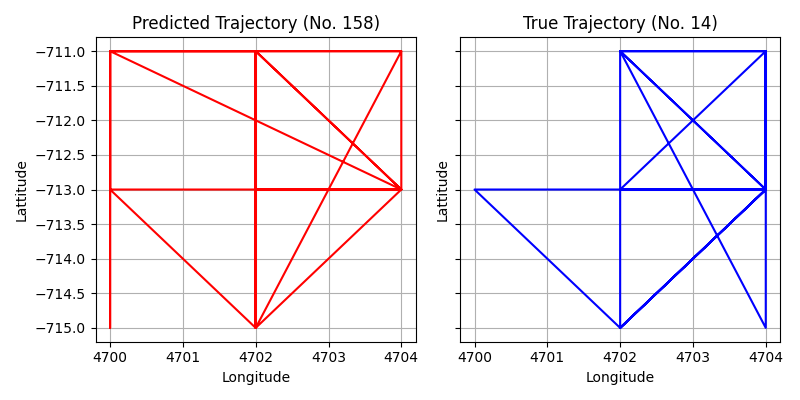 Predicted Trajectory (No. 158)
True Trajectory (No. 14)
−711.0
−711.5
−712.0
−712.5
−713.0
−713.5
−714.0
−714.5
−715.0
Lattitude
Lattitude
4700 4701 4702 4703 4704
4700 4701 4702 4703 4704
Longitude
Longitude